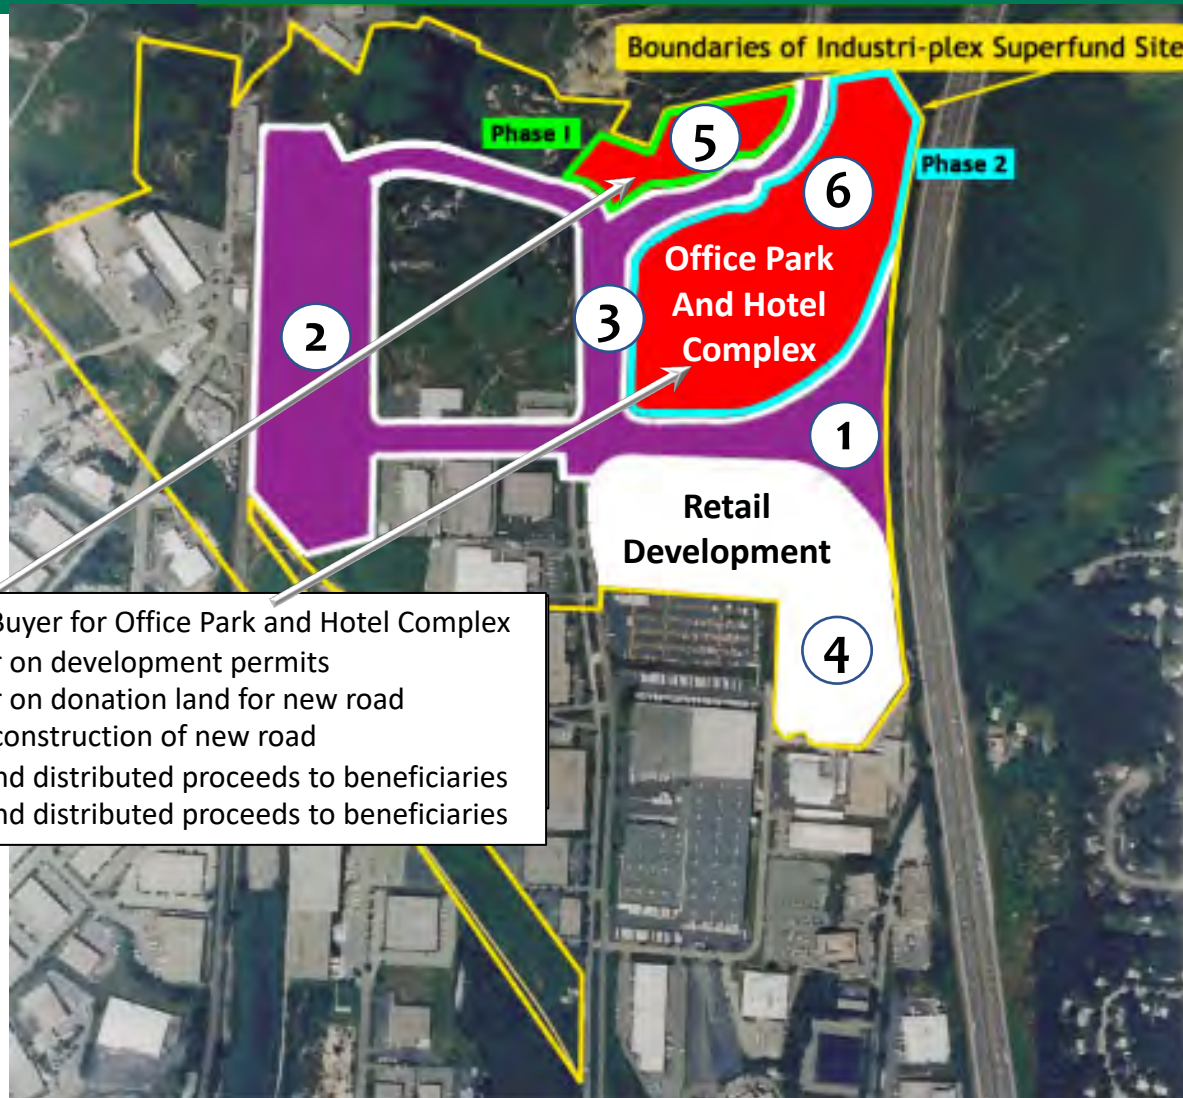 Boundaries of Industri-plex Superfund Site
Phase I
5
Phase 2
6
Office Park
And Hotel
Complex
2
3
1
Retail
Development
4
Buyer for Office Park and Hotel Complex
on development permits
on donation land for new road
construction of new road
distributed proceeds to beneficiaries
distributed proceeds to beneficiaries